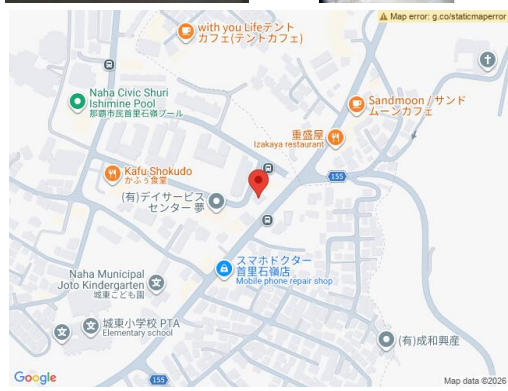 ⚠ Map error: g.co/staticmaperror
with you Lifeテント
カフェ(テントカフェ)
Naha Civic Shuri
Ishimine Pool
那覇市民首里石嶺プール
Sandmoon / サンド
ムーンカフェ
重盛屋
Izakaya restaurant
Kafu Shokudo
かふぅ食堂
155
(有)デイサービス
センター 夢
スマホドクター
首里石嶺店
Mobile phone repair shop
Naha Municipal
Joto Kindergarten
城東こども園
城東小学校 PTA
Elementary school
(有)成和興産
155
Google
Map data ©2026